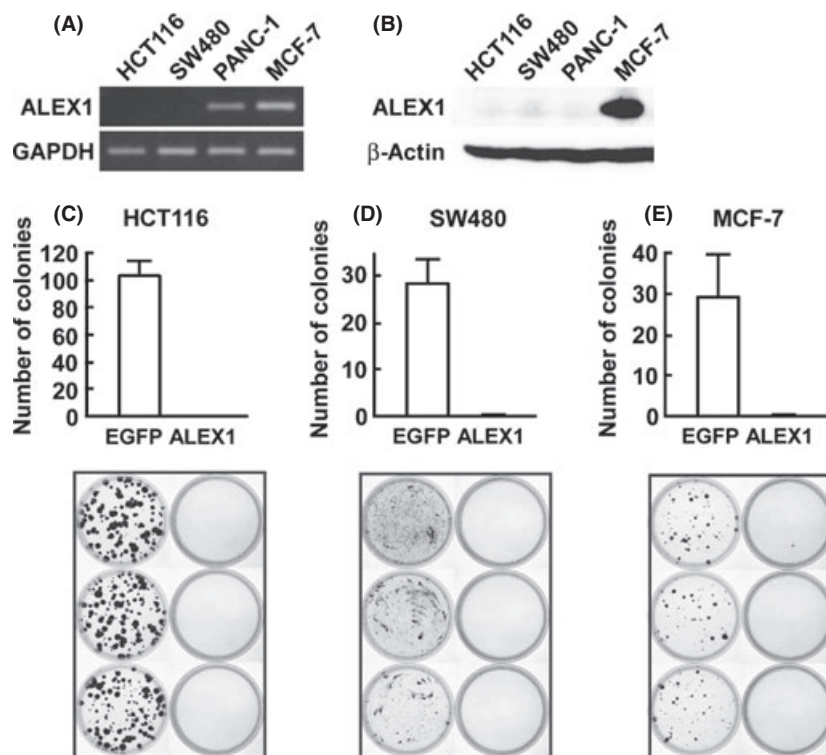 (A)
HCT116 SW480 PANC-1 MCF-7
ALEX1
GAPDH
(B)
HCT116 SW480 PANC-1 MCF-7
ALEX1
β-Actin
(C) HCT116
Number of colonies
120
100
80
60
40
20
0
EGFP ALEX1
(D) SW480
Number of colonies
30
20
10
0
EGFP ALEX1
(E) MCF-7
Number of colonies
40
30
20
10
0
EGFP ALEX1